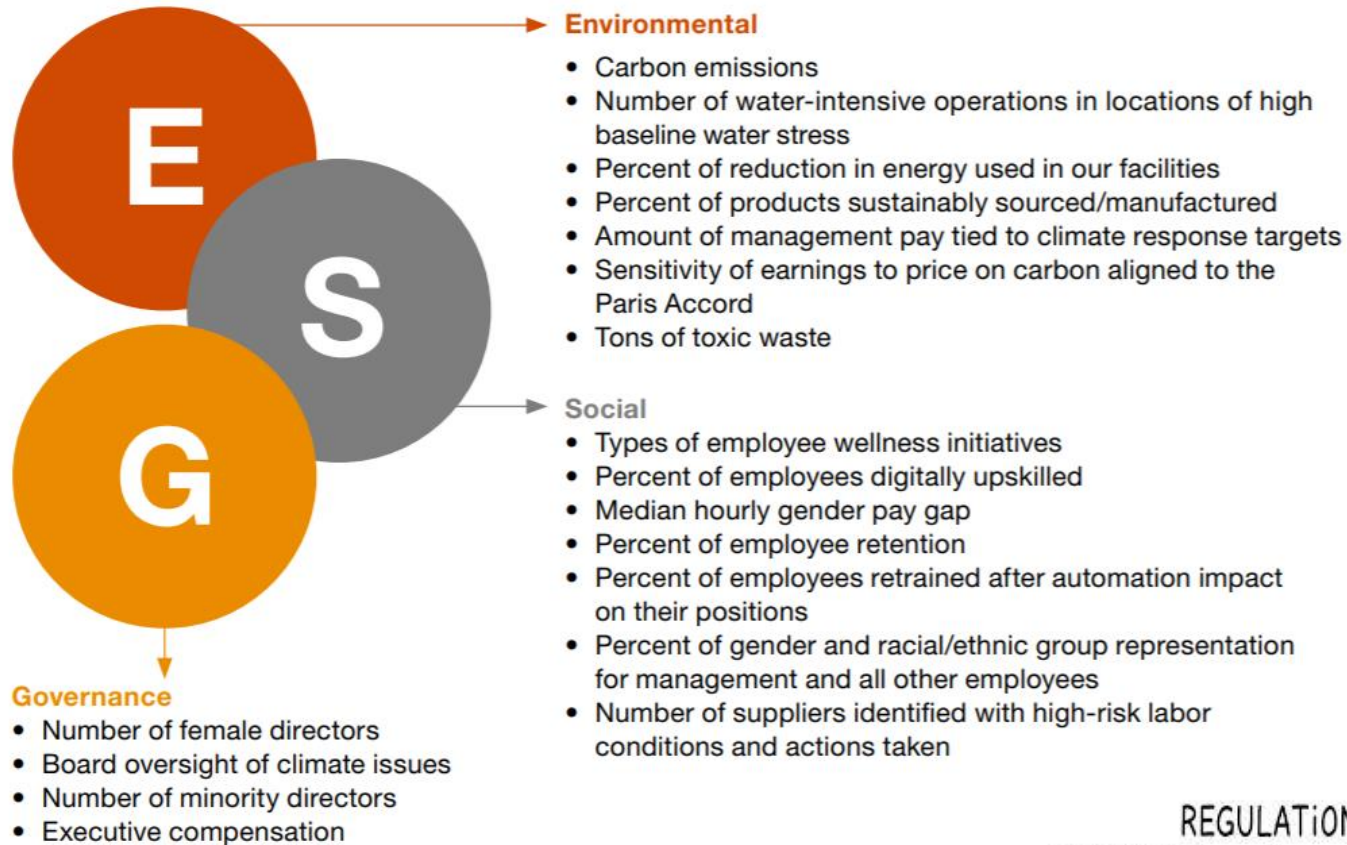 E
Environmental
• Carbon emissions
• Number of water-intensive operations in locations of high
baseline water stress
• Percent of reduction in energy used in our facilities
• Percent of products sustainably sourced/manufactured
• Amount of management pay tied to climate response targets
• Sensitivity of earnings to price on carbon aligned to the
Paris Accord
• Tons of toxic waste
S
Social
• Types of employee wellness initiatives
• Percent of employees digitally upskilled
• Median hourly gender pay gap
• Percent of employee retention
• Percent of employees retrained after automation impact
on their positions
• Percent of gender and racial/ethnic group representation
for management and all other employees
• Number of suppliers identified with high-risk labor
conditions and actions taken
G
Governance
• Number of female directors
• Board oversight of climate issues
• Number of minority directors
• Executive compensation
REGULATiON